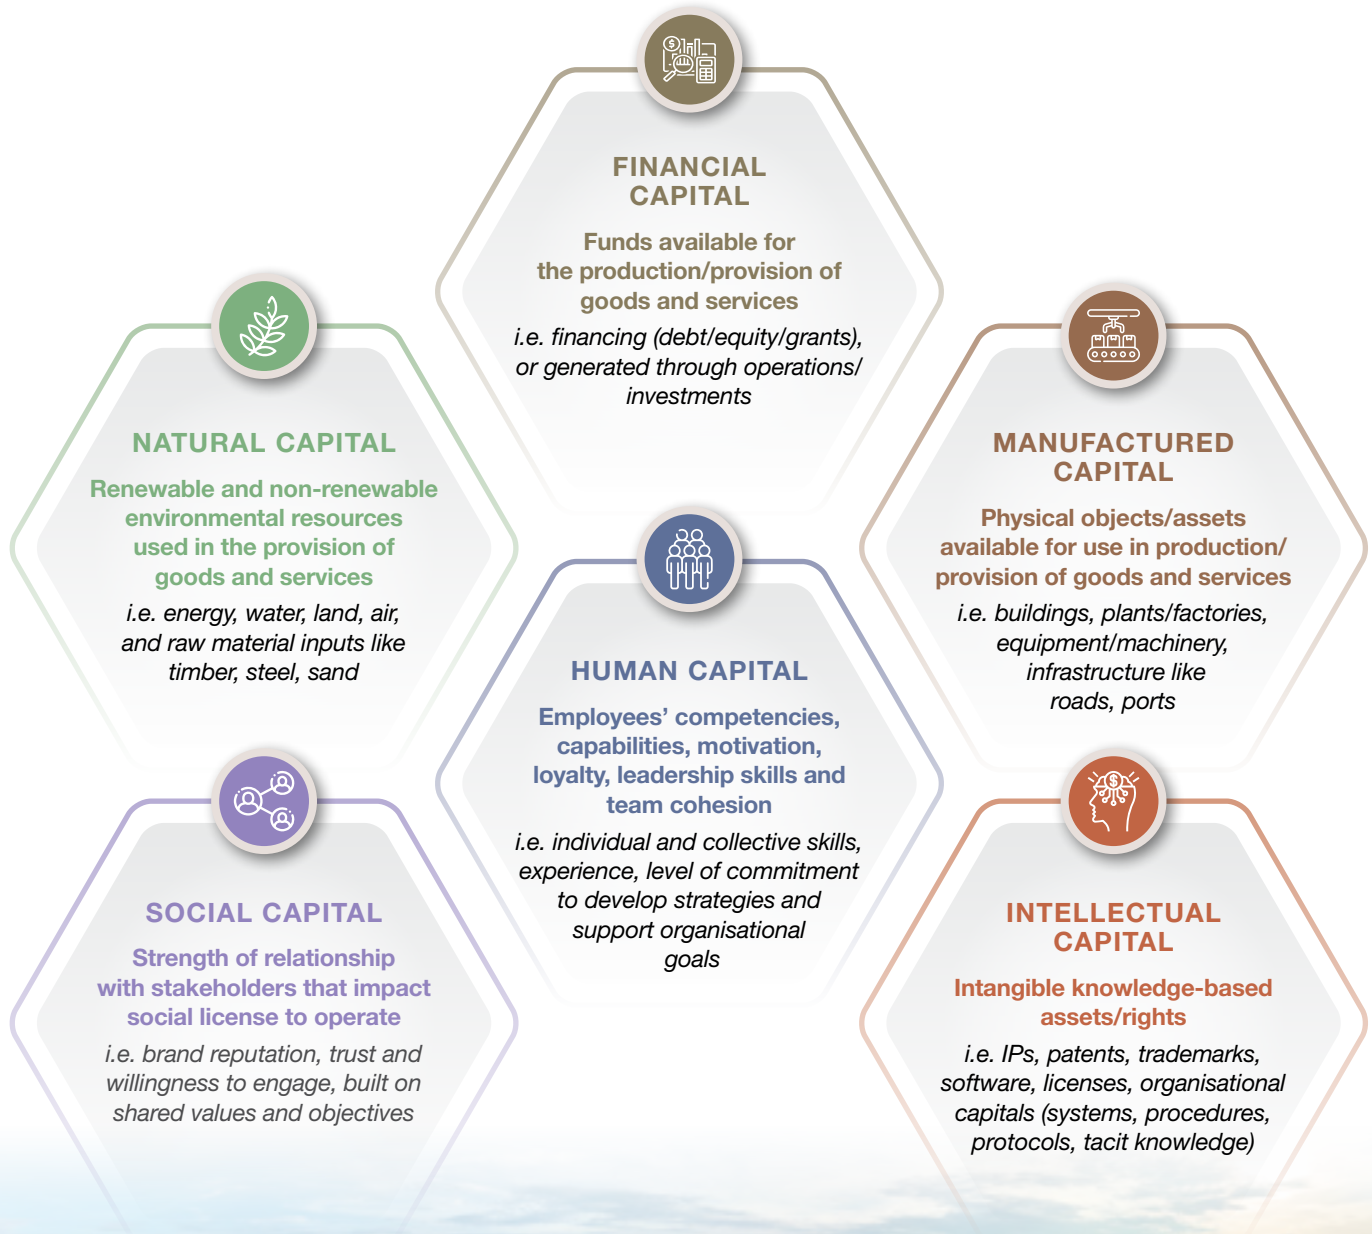 FINANCIAL
CAPITAL
Funds available for
the production/provision of
goods and services
i.e. financing (debt/equity/grants),
or generated through operations/
investments
NATURAL CAPITAL
Renewable and non-renewable
environmental resources
used in the provision of
goods and services
i.e. energy, water, land, air,
and raw material inputs like
timber, steel, sand
MANUFACTURED
CAPITAL
Physical objects/assets
available for use in production/
provision of goods and services
i.e. buildings, plants/factories,
equipment/machinery,
infrastructure like
roads, ports
HUMAN CAPITAL
Employees’ competencies,
capabilities, motivation,
loyalty, leadership skills and
team cohesion
i.e. individual and collective skills,
experience, level of commitment
to develop strategies and
support organisational
goals
SOCIAL CAPITAL
Strength of relationship
with stakeholders that impact
social license to operate
i.e. brand reputation, trust and
willingness to engage, built on
shared values and objectives
INTELLECTUAL
CAPITAL
Intangible knowledge-based
assets/rights
i.e. IPs, patents, trademarks,
software, licenses, organisational
capitals (systems, procedures,
protocols, tacit knowledge)